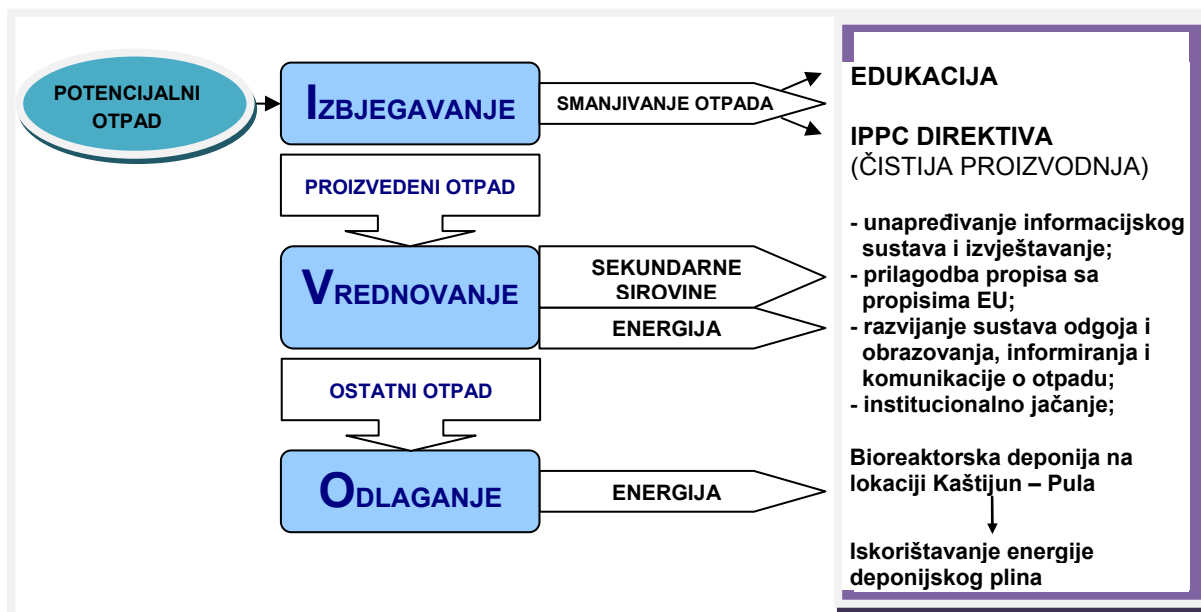 POTENCIJALNI
OTPAD
IZBJEGAVANJE
SMANJIVANJE OTPADA
PROIZVEDENI OTPAD
VREDNOVANJE
SEKUNDARNE
SIROVINE
ENERGIJA
OSTATNI OTPAD
ODLAGANJE
ENERGIJA
EDUKACIJA
IPPC DIREKTIVA
(ČISTIJA PROIZVODNJA)
- unapređivanje informacijskog
sustava i izvještavanje;
- prilagodba propisa sa
propisima EU;
- razvijanje sustava odgoja i
obrazovanja, informiranja i
komunikacije o otpadu;
- institucionalno jačanje;
Bioreaktorska deponija na
lokaciji Kaštijun – Pula
Iskorištavanje energije
deponijskog plina